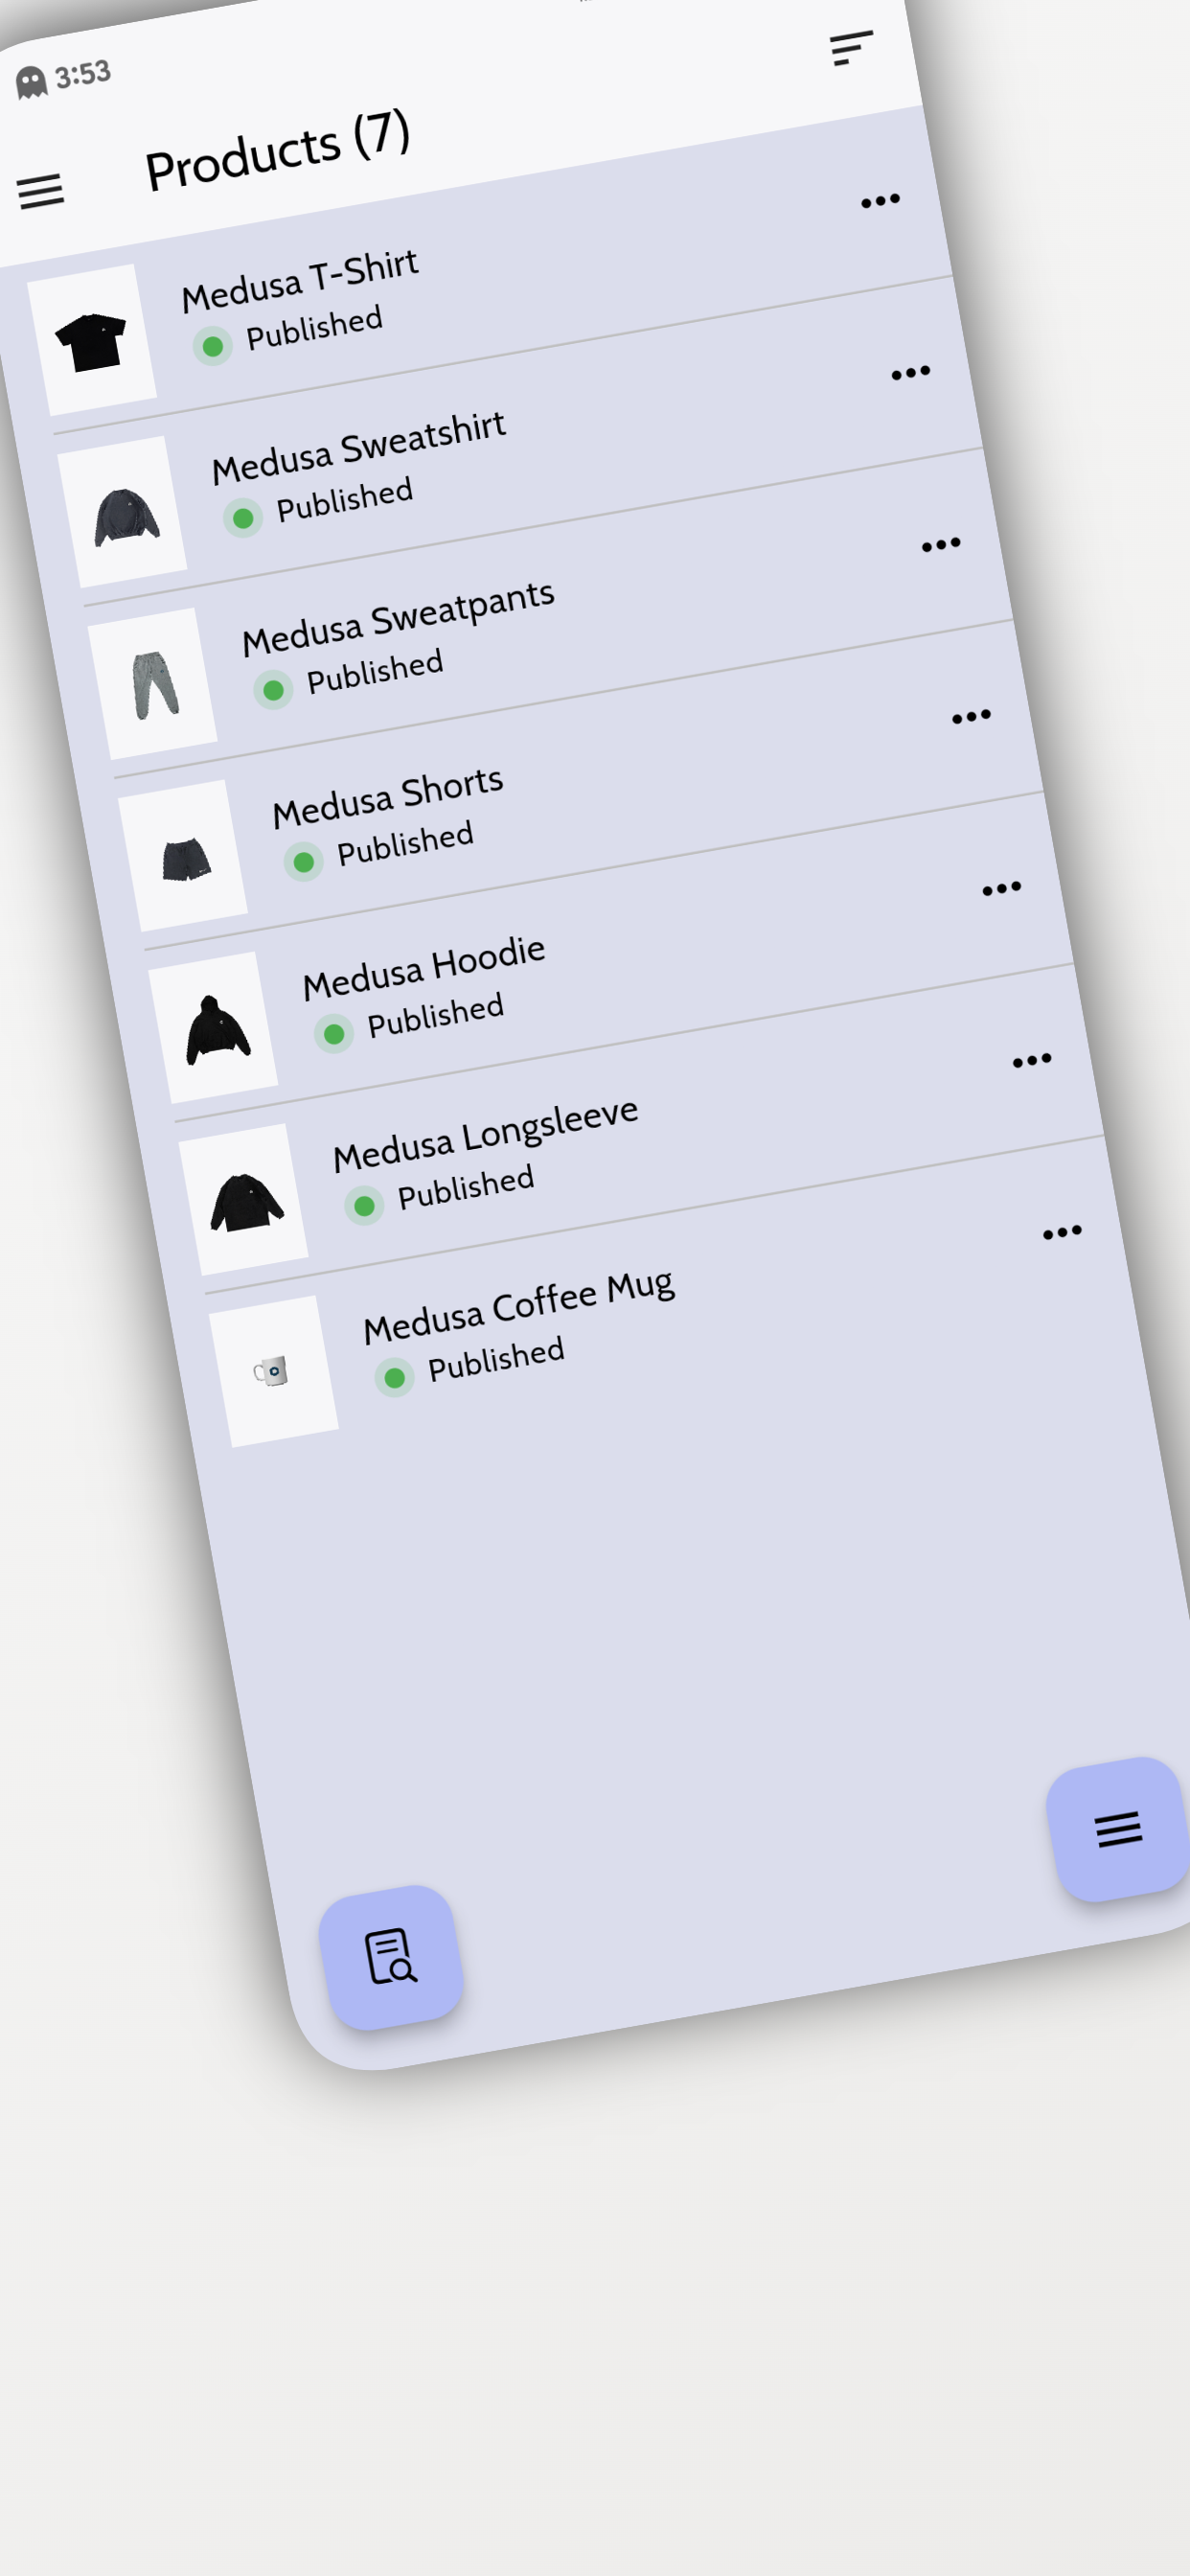 3:53
Products (7)
Medusa T-Shirt
Published
Medusa Sweatshirt
Published
Medusa Sweatpants
Published
Medusa Shorts
Published
Medusa Hoodie
Published
Medusa Longsleeve
Published
Medusa Coffee Mug
Published